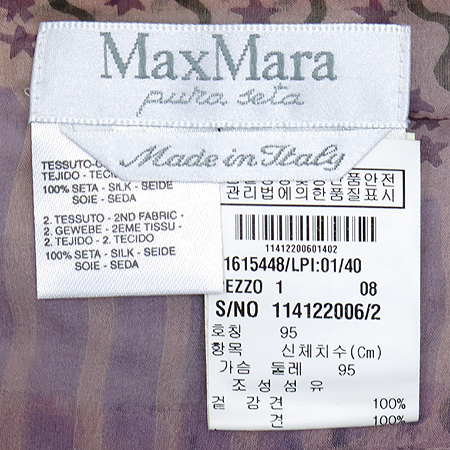 MaxMara
pura seta
Made in Italy
TESSUTO-
TEJIDO - TEC
100% SETA - SILK - SEIDE
SOIE - SEDA
2. TESSUTO - 2ND FABRIC -
2. GEWEBE - 2EME TISSU -
2. TEJIDO - 2. TECIDO
100% SETA - SILK - SEIDE
SOIE - SEDA
안전
관리법에의한품질표시
11412200601402
1615448/LPI:01/40
EZZO 1 08
S/NO 114122006/2
호칭 95
항목 신체치수(Cm)
가슴 둘레 95
조성섬유
겉감견 100%
견 100%